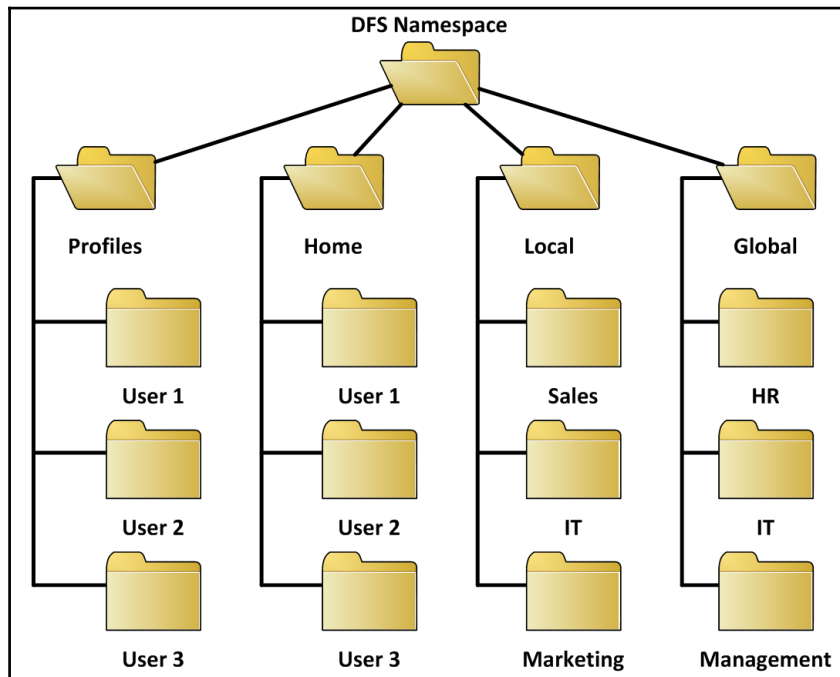 DFS Namespace
Profiles
Home
Local
Global
User 1
User 1
Sales
HR
User 2
User 2
IT
IT
User 3
User 3
Marketing
Management